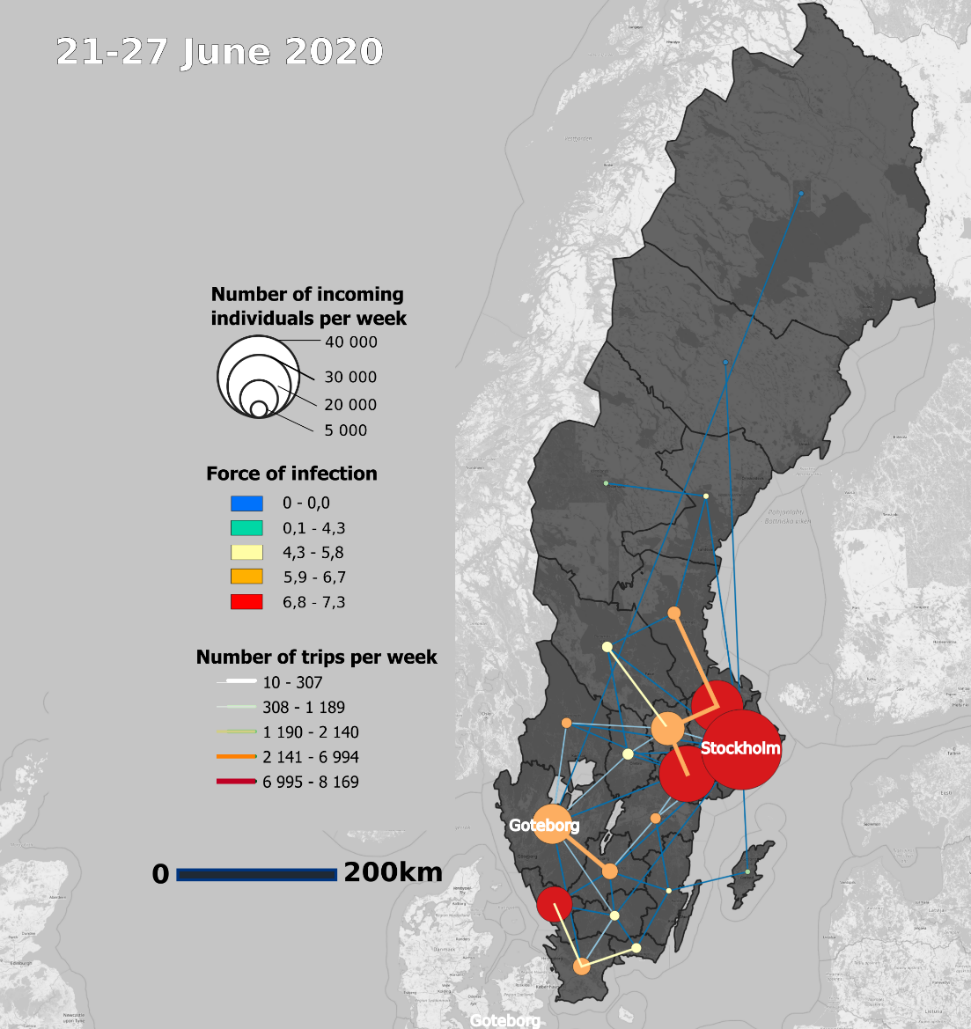 21-27 June 2020
Number of incoming
individuals per week
40 000
30 000
20 000
5 000
Force of infection
0 - 0,0
0,1 - 4,3
4,3 - 5,8
5,9 - 6,7
6,8 - 7,3
Number of trips per week
10 - 307
308 - 1 189
1 190 - 2 140
2 141 - 6 994
6 995 - 8 169
0 200km
Stockholm
Goteborg
Goteborg